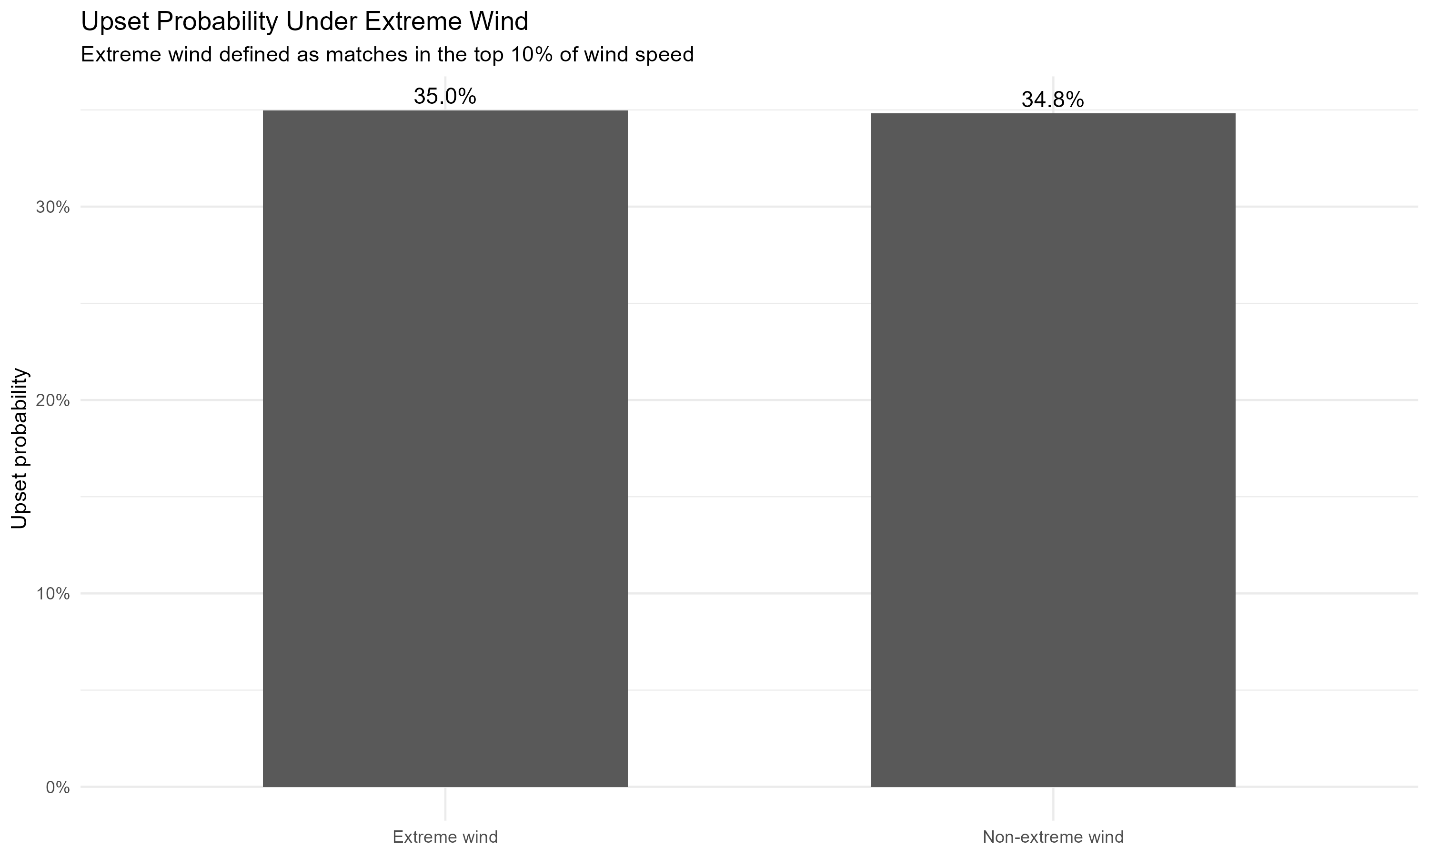 Upset Probability Under Extreme Wind
Extreme wind defined as matches in the top 10% of wind speed
35.0%
34.8%
30%
20%
10%
0%
Upset probability
Extreme wind
Non-extreme wind